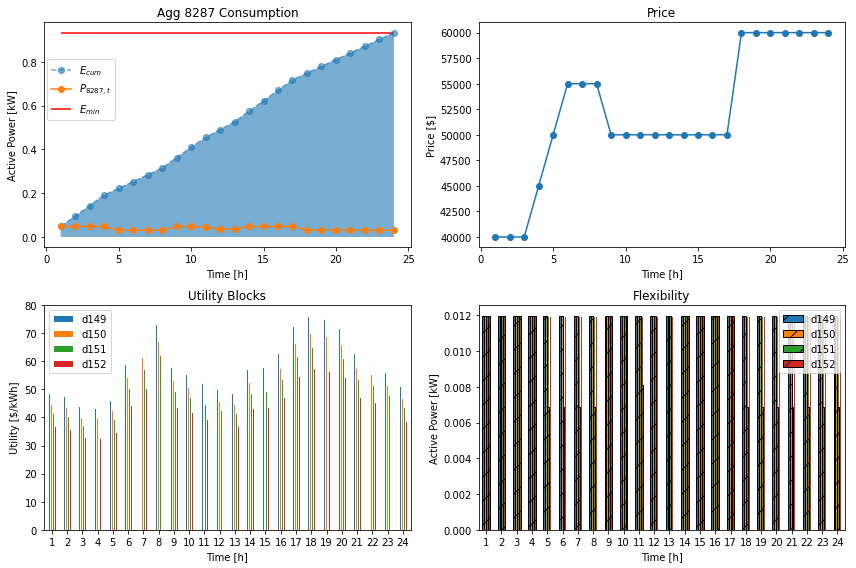 Agg 8287 Consumption
Active Power [kW]
0.8
0.6
0.4
0.2
0.0
E_cum
P_8287,t
E_min
0 5 10 15 20 25
Time [h]
Price
Price [$]
60000
57500
55000
52500
50000
47500
45000
42500
40000
0 5 10 15 20 25
Time [h]
Utility Blocks
Utility [$/kWh]
80
70
60
50
40
30
20
10
0
d149
d150
d151
d152
1 2 3 4 5 6 7 8 9 10 11 12 13 14 15 16 17 18 19 20 21 22 23 24
Time [h]
Flexibility
Active Power [kW]
0.012
0.010
0.008
0.006
0.004
0.002
0.000
d149
d150
d151
d152
1 2 3 4 5 6 7 8 9 10 11 12 13 14 15 16 17 18 19 20 21 22 23 24
Time [h]